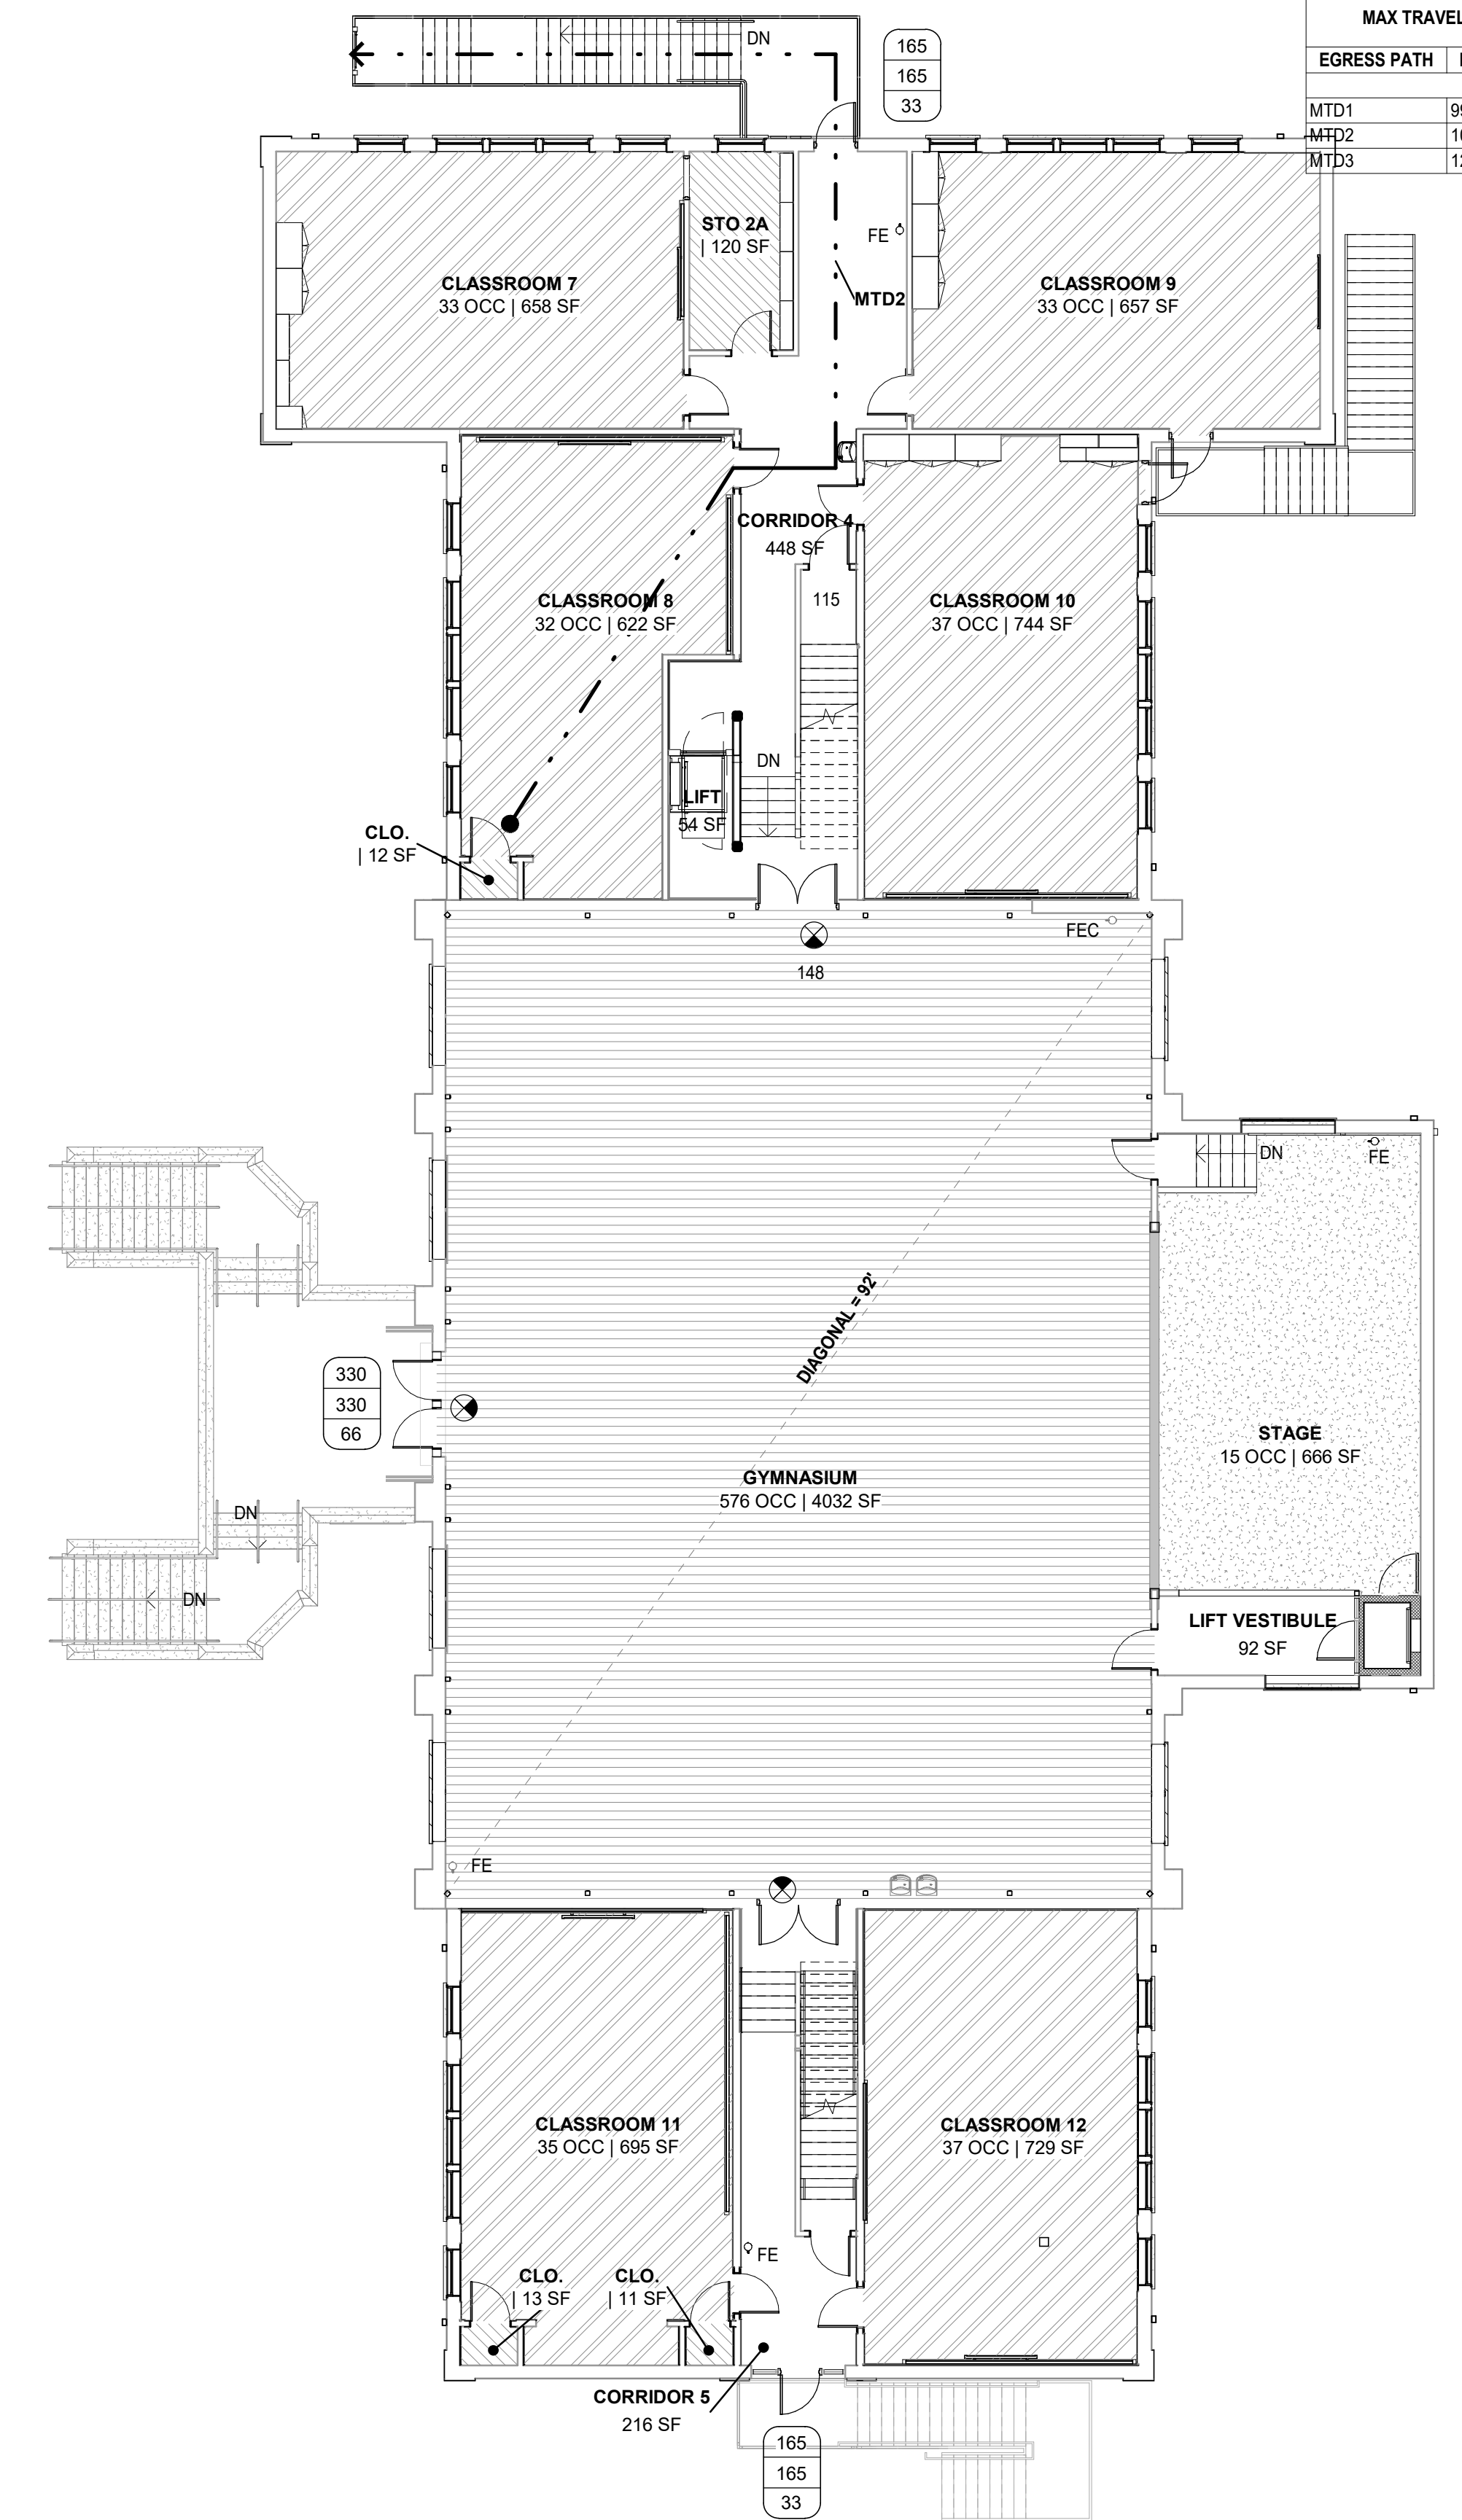 MAX TRAVEL
EGRESS PATH
MTD1 99
MTD2 10
MTD3 12
DN
165
165
33
STO 2A
| 120 SF
FE
CLASSROOM 7
33 OCC | 658 SF
CLASSROOM 9
33 OCC | 657 SF
MTD2
CORRIDOR 4
448 SF
CLASSROOM 8
32 OCC | 622 SF
115
CLASSROOM 10
37 OCC | 744 SF
DN
LIFT
54 SF
CLO.
| 12 SF
FEC
148
DN
FE
DIAGONAL = 92'
330
330
66
STAGE
15 OCC | 666 SF
GYMNASIUM
576 OCC | 4032 SF
DN
DN
LIFT VESTIBULE
92 SF
FE
CLASSROOM 11
35 OCC | 695 SF
CLASSROOM 12
37 OCC | 729 SF
FE
CLO.
| 13 SF
CLO.
| 11 SF
CORRIDOR 5
216 SF
165
165
33